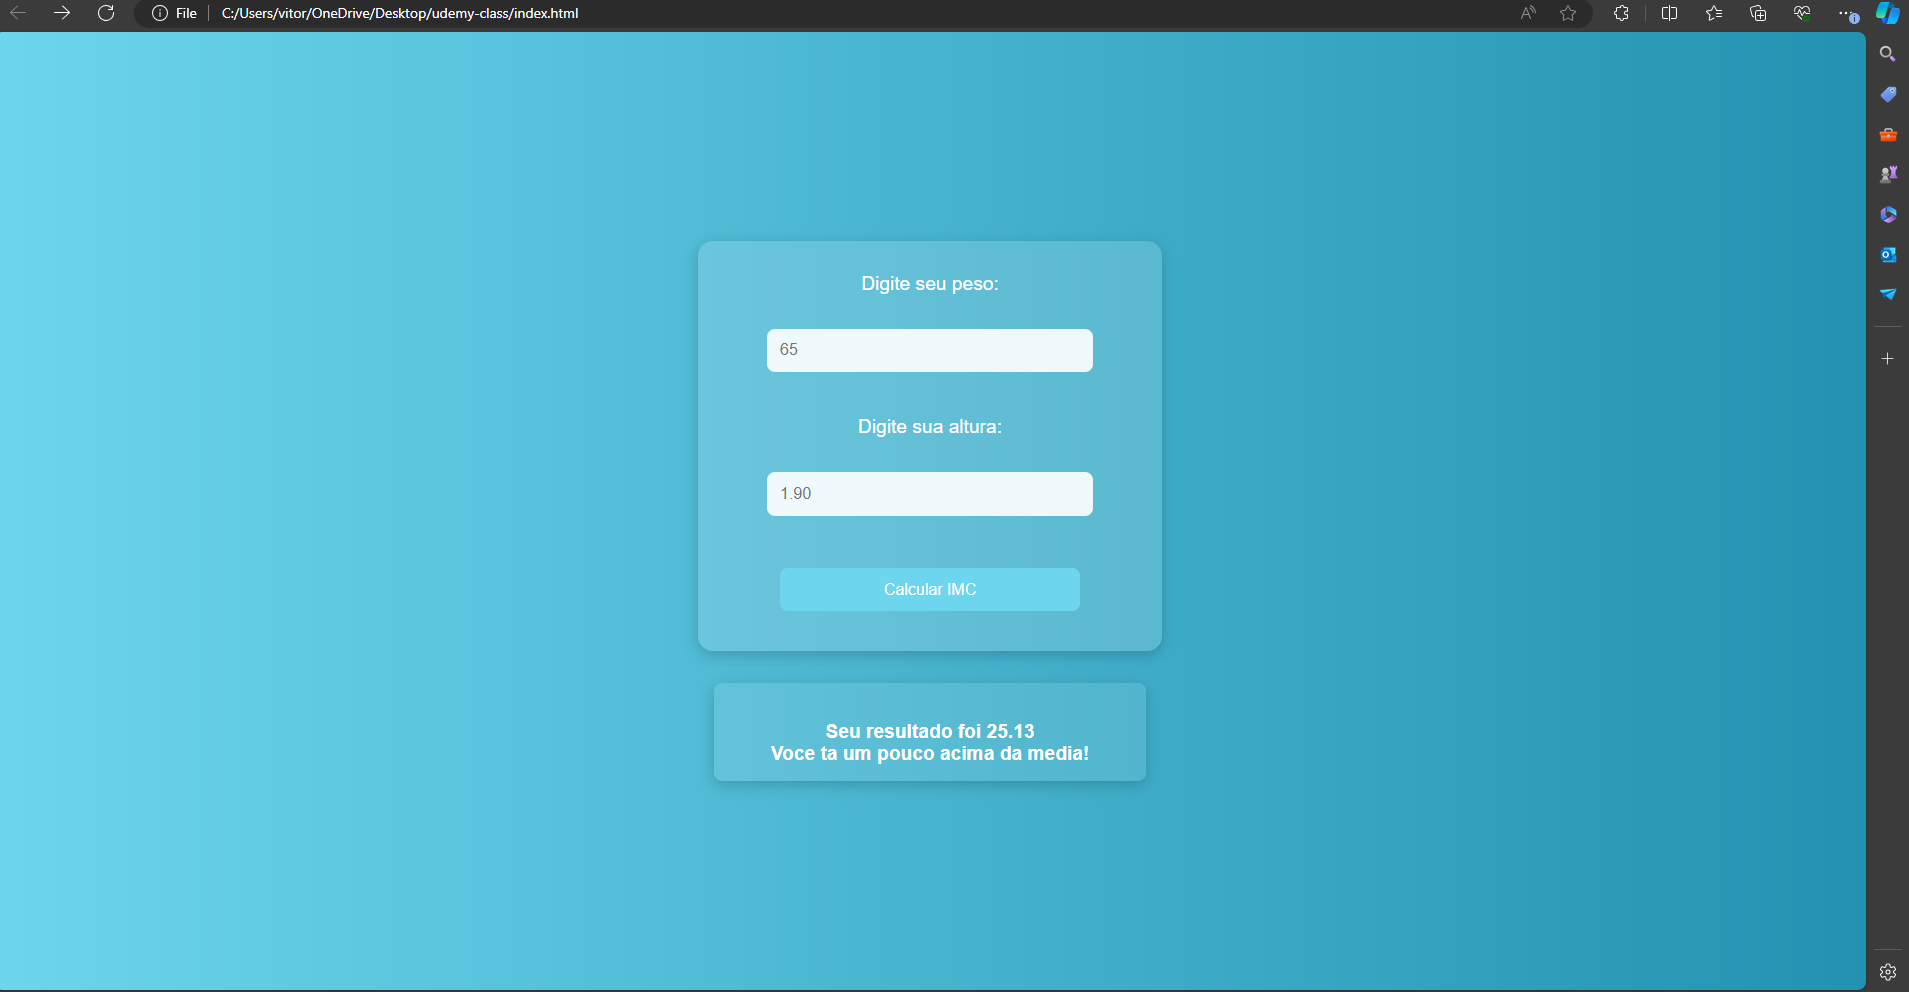 File
C:/Users/vitor/OneDrive/Desktop/udemy-class/index.html
Digite seu peso:
65
Digite sua altura:
1.90
Calcular IMC
Seu resultado foi 25.13
Voce ta um pouco acima da media!